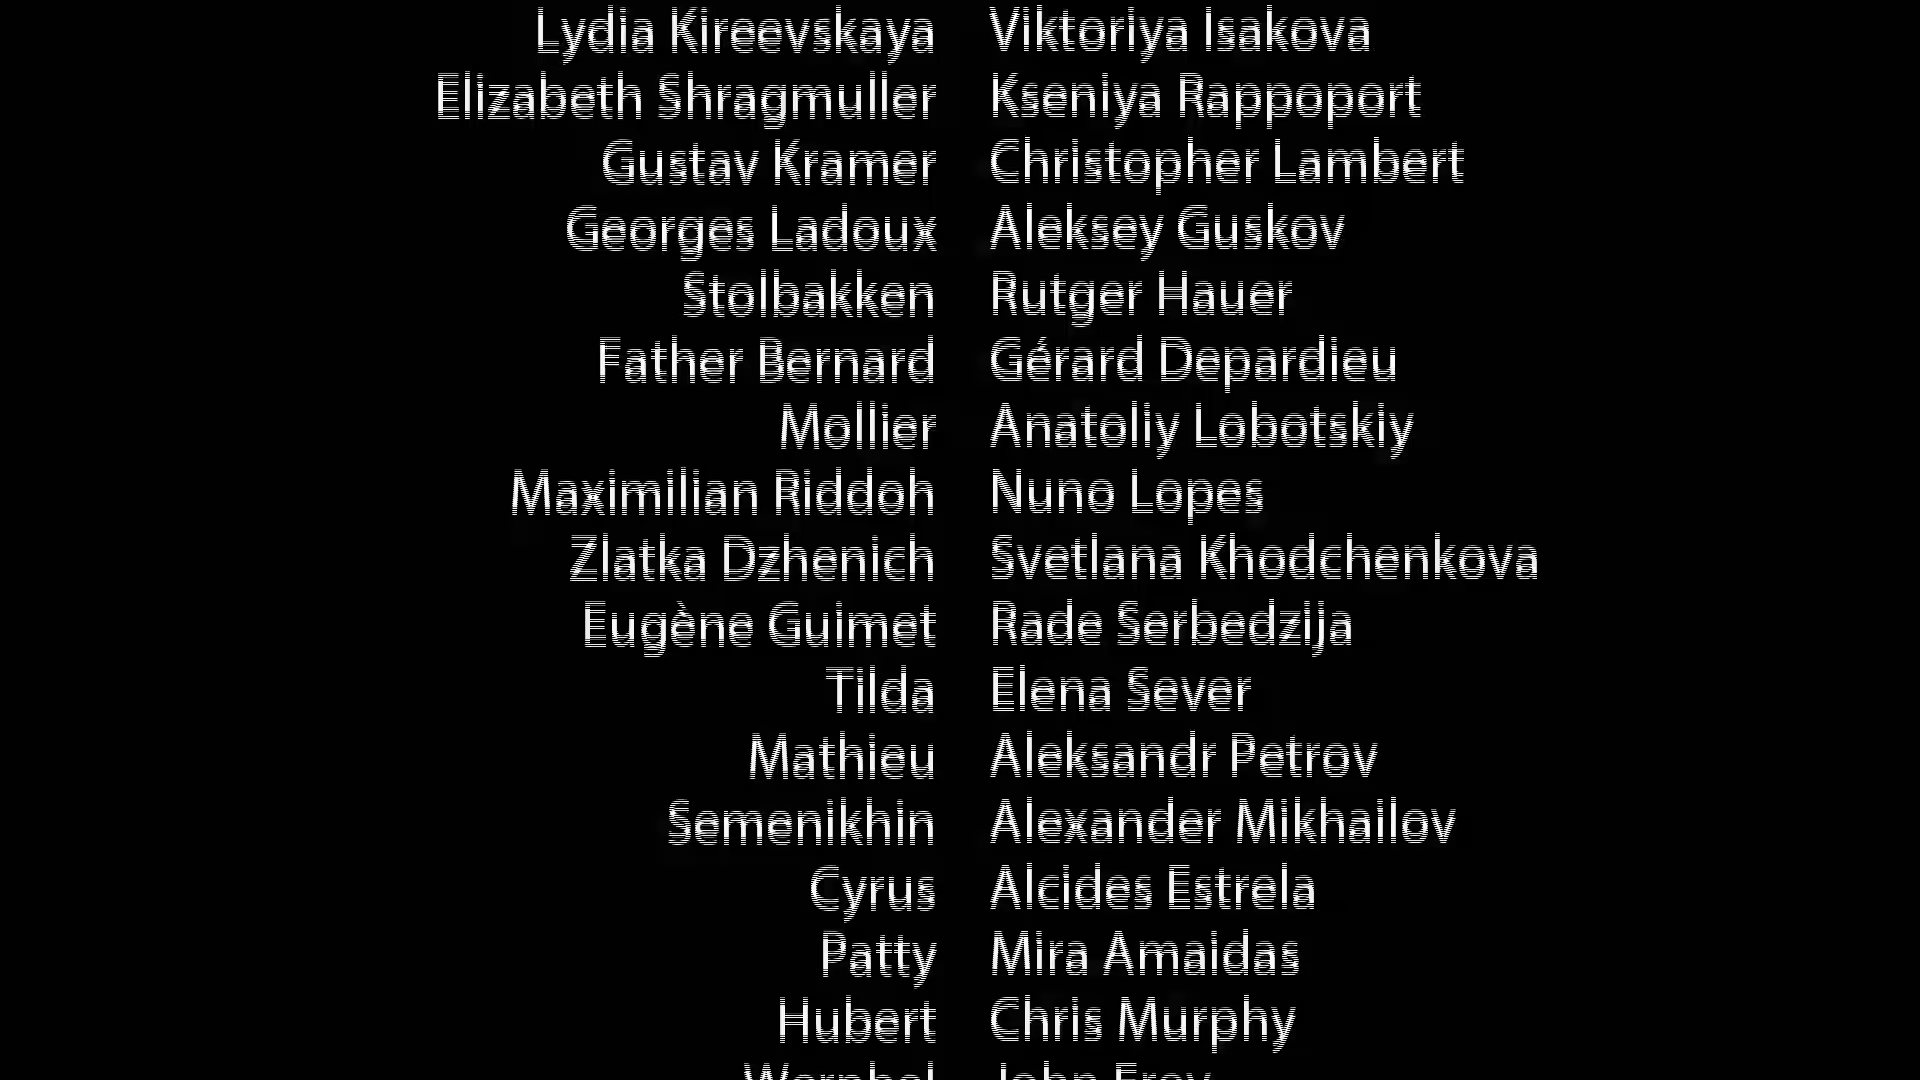 Lydia Kireevskaya Viktoriya Isakova
Elizabeth Shragmuller Kseniya Rappoport
Gustav Kramer Christopher Lambert
Georges Ladoux Aleksey Guskov
Stolbakken Rutger Hauer
Father Bernard Gérard Depardieu
Mollier Anatoliy Lobotskiy
Maximilian Riddoh Nuno Lopes
Zlatka Dzhenich Svetlana Khodchenkova
Eugène Guimet Rade Serbedzija
Tilda Elena Sever
Mathieu Aleksandr Petrov
Semenikhin Alexander Mikhailov
Cyrus Alcides Estrela
Patty Mira Amaidas
Hubert Chris Murphy
John